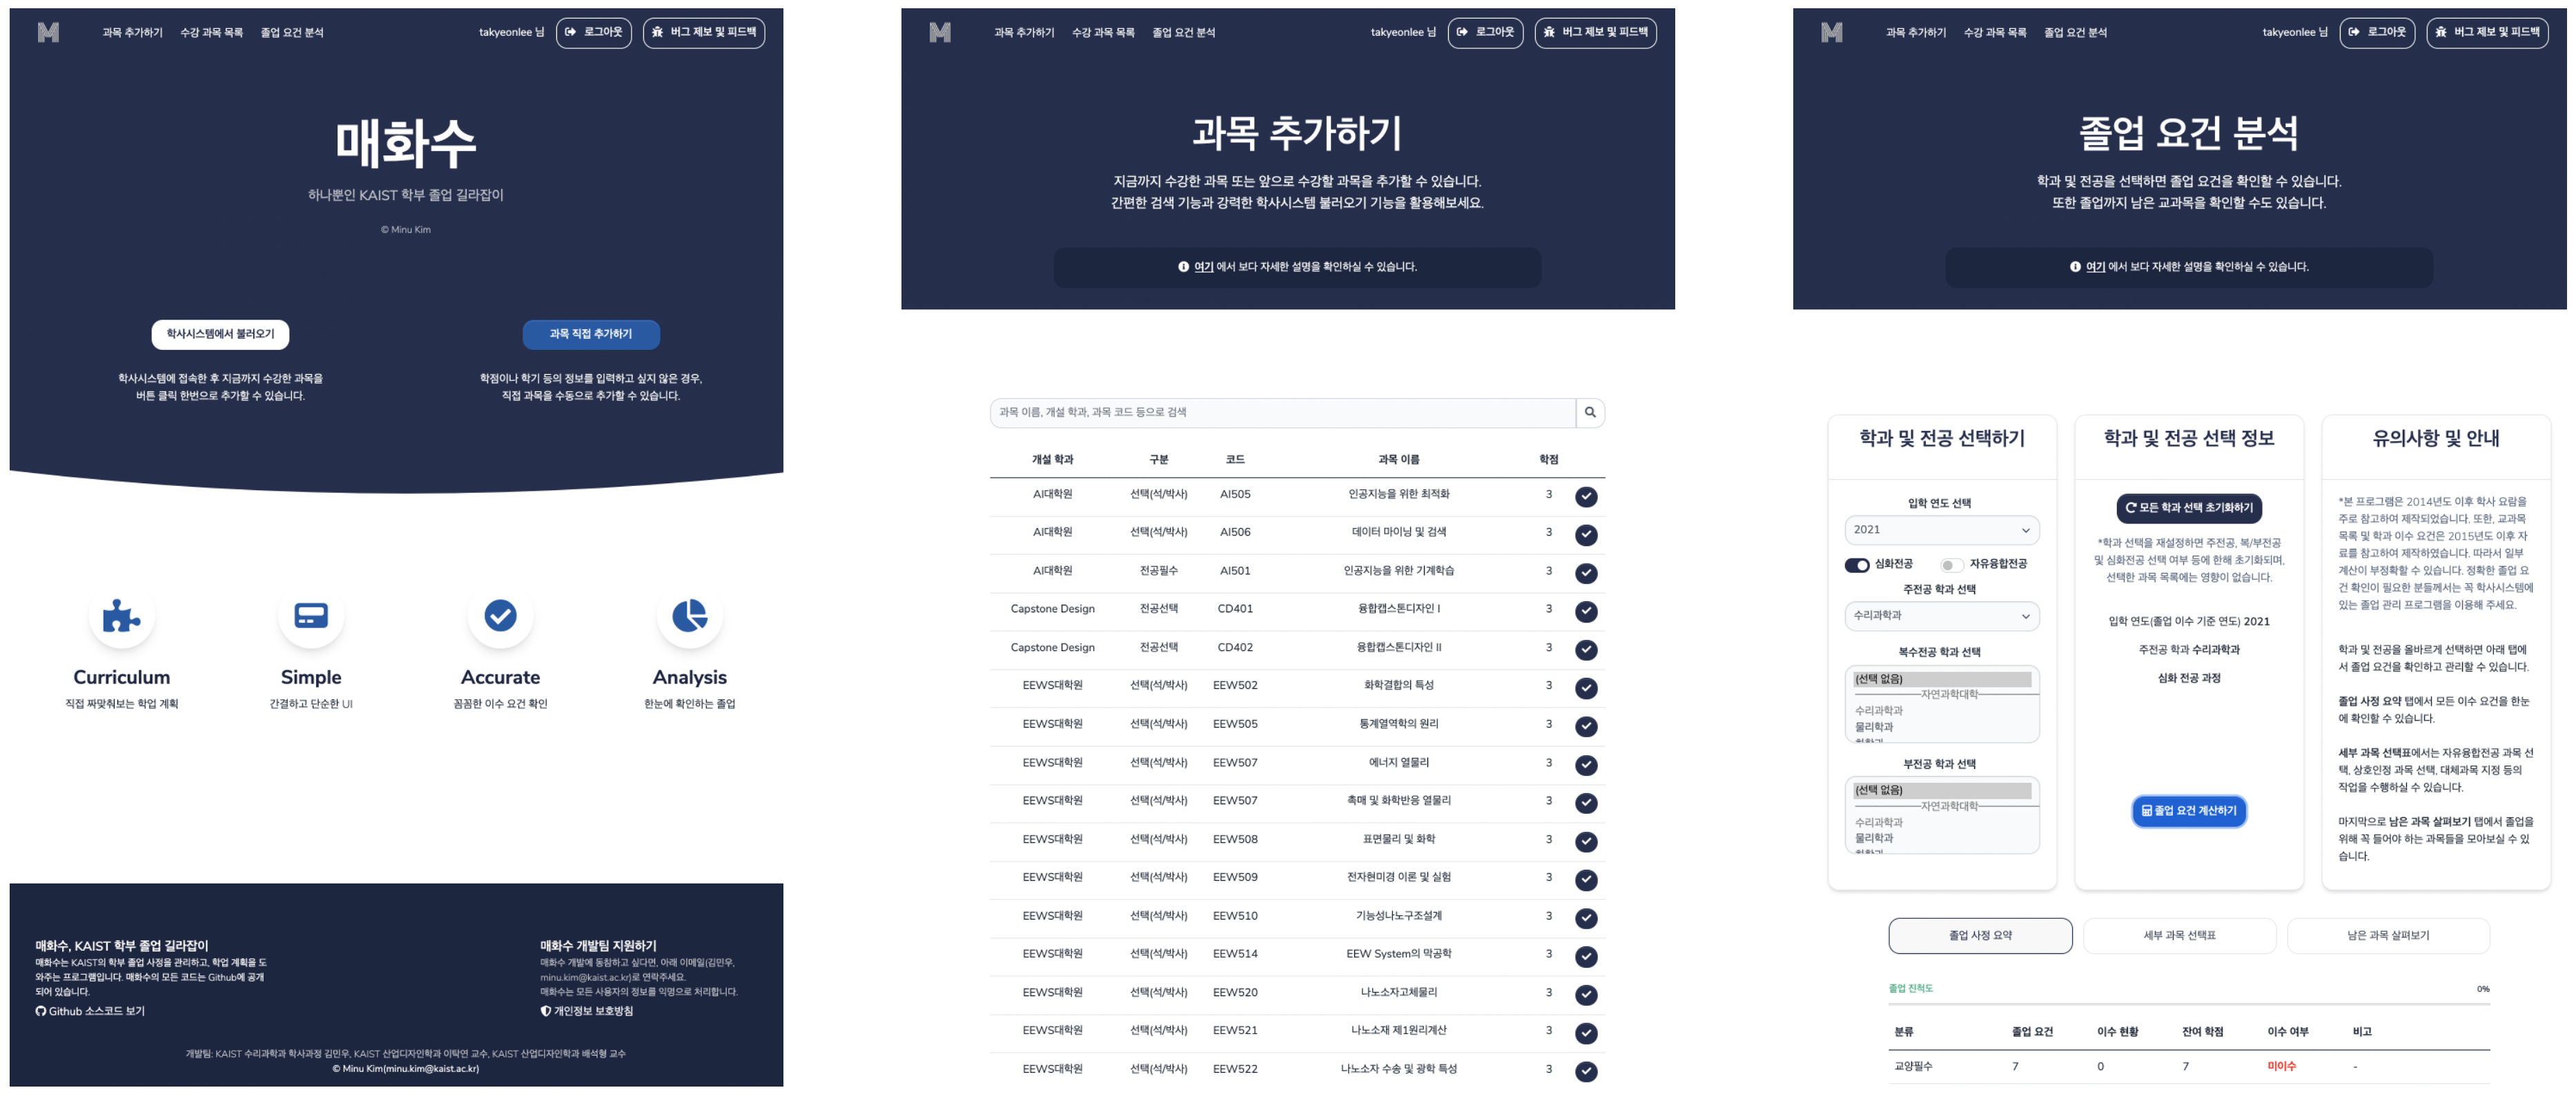 M 과목 추가하기 수강 과목 목록 졸업 요건 분석 takyeonlee 님 로그아웃 버그 제보 및 피드백
매화수
하나뿐인 KAIST 학부 졸업 길라잡이
© Minu Kim
학사시스템에서 불러오기
학사시스템에 접속한 후 지금까지 수강한 과목을
버튼 클릭 한번으로 추가할 수 있습니다.
과목 직접 추가하기
학점이나 학기 등의 정보를 입력하고 싶지 않은 경우,
직접 과목을 수동으로 추가할 수 있습니다.
Curriculum
직접 짜맞춰보는 학업 계획
Simple
간결하고 단순한 UI
Accurate
꼼꼼한 이수 요건 확인
Analysis
한눈에 확인하는 졸업
매화수, KAIST 학부 졸업 길라잡이
매화수는 KAIST의 학부 졸업 사정을 관리하고, 학업 계획을 도
와주는 프로그램입니다. 매화수의 모든 코드는 Github에 공개
되어 있습니다.
Github 소스코드 보기
매화수 개발팀 지원하기
매화수 개발에 동참하고 싶다면, 아래 이메일(김민우,
minu.kim@kaist.ac.kr)로 연락주세요.
매화수는 모든 사용자의 정보를 익명으로 처리합니다.
개인정보 보호방침
개발팀: KAIST 수리과학과 학사과정 김민우, KAIST 산업디자인학과 이탁연 교수, KAIST 산업디자인학과 배석형 교수
© Minu Kim(minu.kim@kaist.ac.kr)
M 과목 추가하기 수강 과목 목록 졸업 요건 분석 takyeonlee 님 로그아웃 버그 제보 및 피드백
과목 추가하기
지금까지 수강한 과목 또는 앞으로 수강할 과목을 추가할 수 있습니다.
간편한 검색 기능과 강력한 학사시스템 불러오기 기능을 활용해보세요.
여기 에서 보다 자세한 설명을 확인하실 수 있습니다.
과목 이름, 개설 학과, 과목 코드 등으로 검색
개설 학과 구분 코드 과목 이름 학점
AI대학원 선택(석/박사) AI505 인공지능을 위한 최적화 3
AI대학원 선택(석/박사) AI506 데이터 마이닝 및 검색 3
AI대학원 전공필수 AI501 인공지능을 위한 기계학습 3
Capstone Design 전공선택 CD401 융합캡스톤디자인 I 3
Capstone Design 전공선택 CD402 융합캡스톤디자인 II 3
EEWS대학원 선택(석/박사) EEW502 화학결합의 특성 3
EEWS대학원 선택(석/박사) EEW505 통계열역학의 원리 3
EEWS대학원 선택(석/박사) EEW507 에너지 열물리 3
EEWS대학원 선택(석/박사) EEW507 촉매 및 화학반응 열물리 3
EEWS대학원 선택(석/박사) EEW508 표면물리 및 화학 3
EEWS대학원 선택(석/박사) EEW509 전자현미경 이론 및 실험 3
EEWS대학원 선택(석/박사) EEW510 기능성나노구조설계 3
EEWS대학원 선택(석/박사) EEW514 EEW System의 막공학 3
EEWS대학원 선택(석/박사) EEW520 나노소자고체물리 3
EEWS대학원 선택(석/박사) EEW521 나노소재 제1원리계산 3
EEWS대학원 선택(석/박사) EEW522 나노소자 수송 및 광학 특성 3
M 과목 추가하기 수강 과목 목록 졸업 요건 분석 takyeonlee 님 로그아웃 버그 제보 및 피드백
졸업 요건 분석
학과 및 전공을 선택하면 졸업 요건을 확인할 수 있습니다.
또한 졸업까지 남은 교과목을 확인할 수도 있습니다.
여기 에서 보다 자세한 설명을 확인하실 수 있습니다.
학과 및 전공 선택하기
입학 연도 선택
2021
심화전공 자유융합전공
주전공 학과 선택
수리과학과
복수전공 학과 선택
(선택 없음)
자연과학대학
수리과학과
물리학과
부전공 학과 선택
(선택 없음)
자연과학대학
수리과학과
물리학과
학과 및 전공 선택 정보
모든 학과 선택 초기화하기
*학과 선택을 재설정하면 주전공, 복/부전공
및 심화전공 선택 여부 등에 한해 초기화되며,
선택한 과목 목록에는 영향이 없습니다.
입학 연도(졸업 이수 기준 연도) 2021
주전공 학과 수리과학과
심화 전공 과정
졸업 요건 계산하기
유의사항 및 안내
*본 프로그램은 2014년도 이후 학사 요람을
주로 참고하여 제작되었습니다. 또한, 교과목
목록 및 학과 이수 요건은 2015년도 이후 자
료를 참고하여 제작하였습니다. 따라서 일부
계산이 부정확할 수 있습니다. 정확한 졸업 요
건 확인이 필요한 분들께서는 꼭 학사시스템에
있는 졸업 관리 프로그램을 이용해 주세요.
학과 및 전공을 올바르게 선택하면 아래 탭에
서 졸업 요건을 확인하고 관리할 수 있습니다.
졸업 사정 요약 탭에서 모든 이수 요건을 한눈
에 확인할 수 있습니다.
세부 과목 선택표에서는 자유융합전공 과목 선
택, 상호인정 과목 선택, 대체과목 지정 등의
작업을 수행하실 수 있습니다.
마지막으로 남은 과목 살펴보기 탭에서 졸업을
위해 꼭 들어야 하는 과목들을 모아보실 수 있
습니다.
졸업 사정 요약 세부 과목 선택표 남은 과목 살펴보기
졸업 진척도 0%
분류 졸업 요건 이수 현황 잔여 학점 이수 여부 비고
교양필수 7 0 7 미이수 -